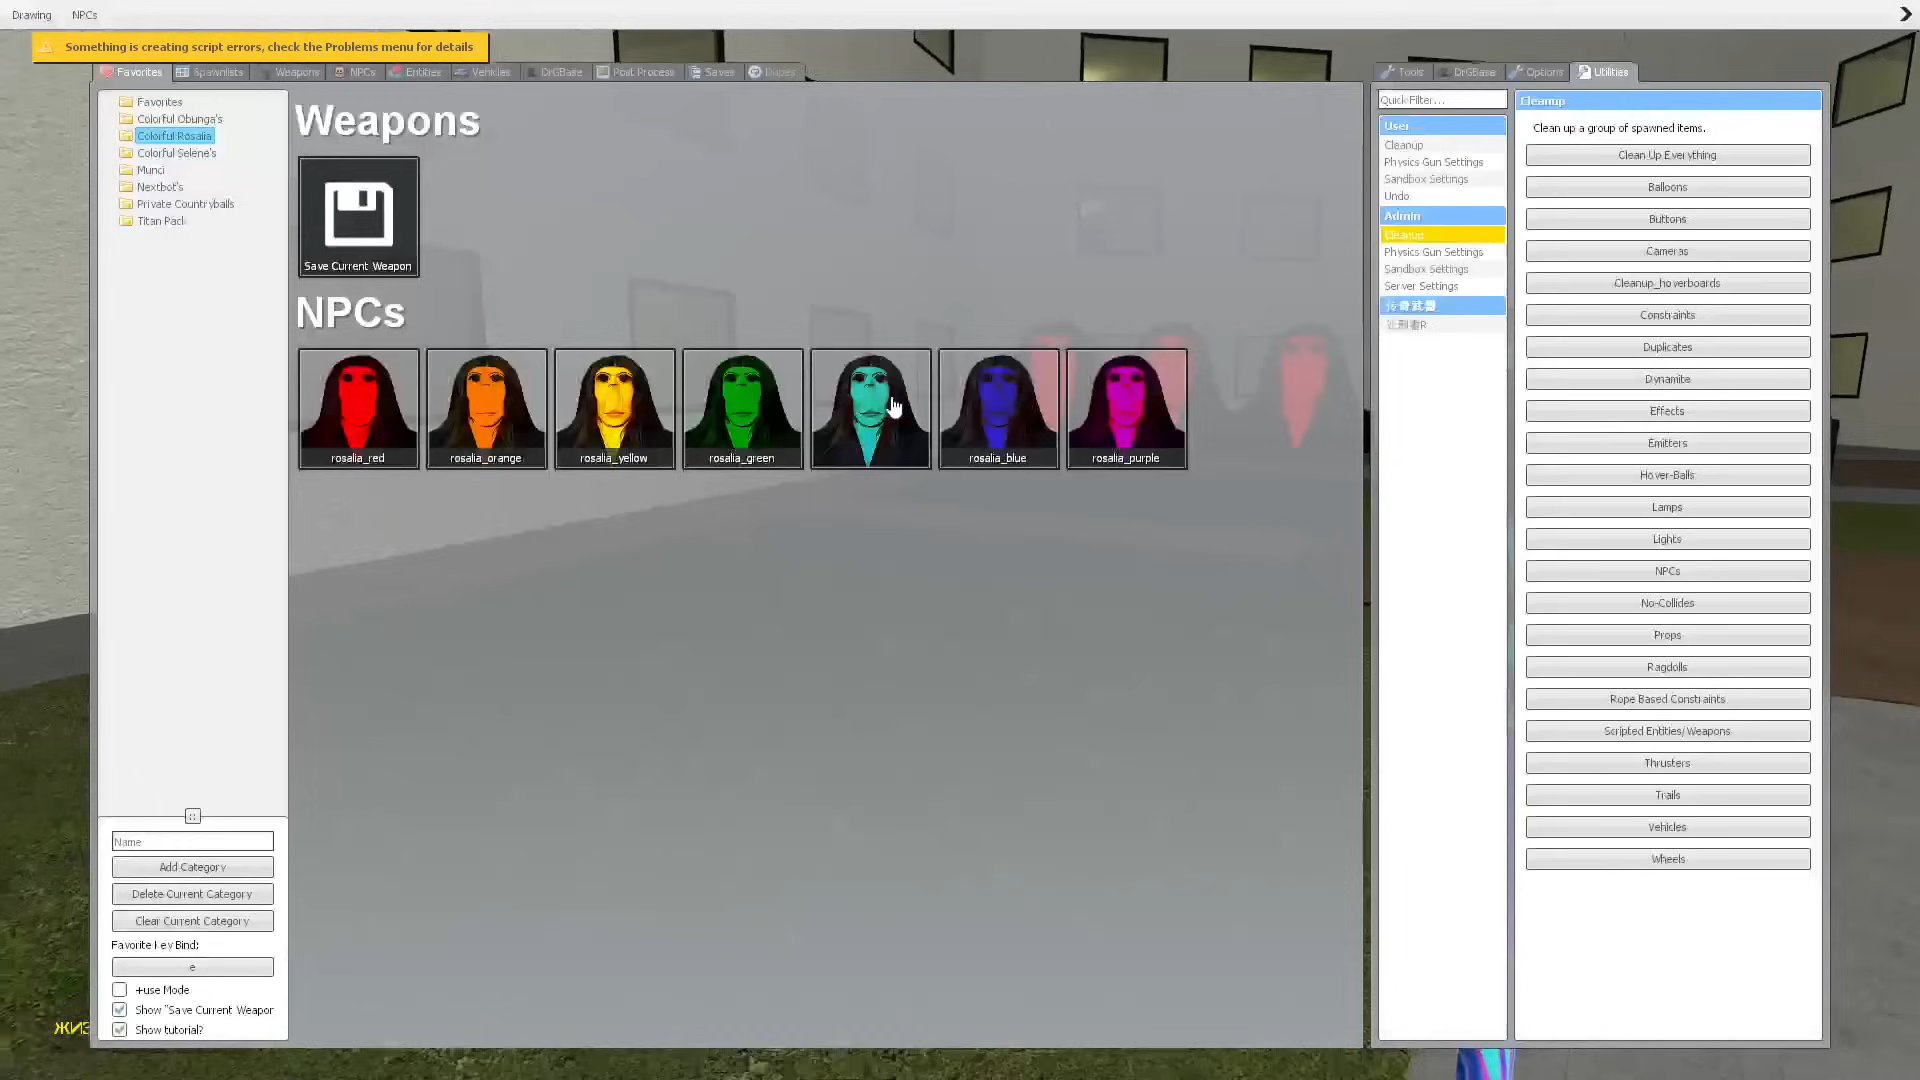 Drawing NPCs
Something is creating script errors, check the Problems menu for details
Favorites Spawnlists Weapons NPCs Entities Vehicles DrGBase Post Process Saves Dupes
Tools DrGBase Options Utilities
Favorites
Colorful Obunga's
Colorful Rosalia
Colorful Selene's
Munci
Nextbot's
Private Countryballs
Titan Pack
Name
Add Category
Delete Current Category
Clear Current Category
Favorite Key Bind:
e
+use Mode
Show "Save Current Weapor
Show tutorial?
ЖИЗ
Weapons
Save Current Weapon
NPCs
rosalia_red
rosalia_orange
rosalia_yellow
rosalia_green
rosalia_blue
rosalia_purple
Quick Filter...
User
Cleanup
Physics Gun Settings
Sandbox Settings
Undo
Admin
Cleanup
Physics Gun Settings
Sandbox Settings
Server Settings
传奇武器
Cleanup
Clean up a group of spawned items.
Clean Up Everything
Balloons
Buttons
Cameras
Cleanup_hoverboards
Constraints
Duplicates
Dynamite
Effects
Emitters
Hover-Balls
Lamps
Lights
NPCs
No-Collides
Props
Ragdolls
Rope Based Constraints
Scripted Entities/Weapons
Thrusters
Trails
Vehicles
Wheels